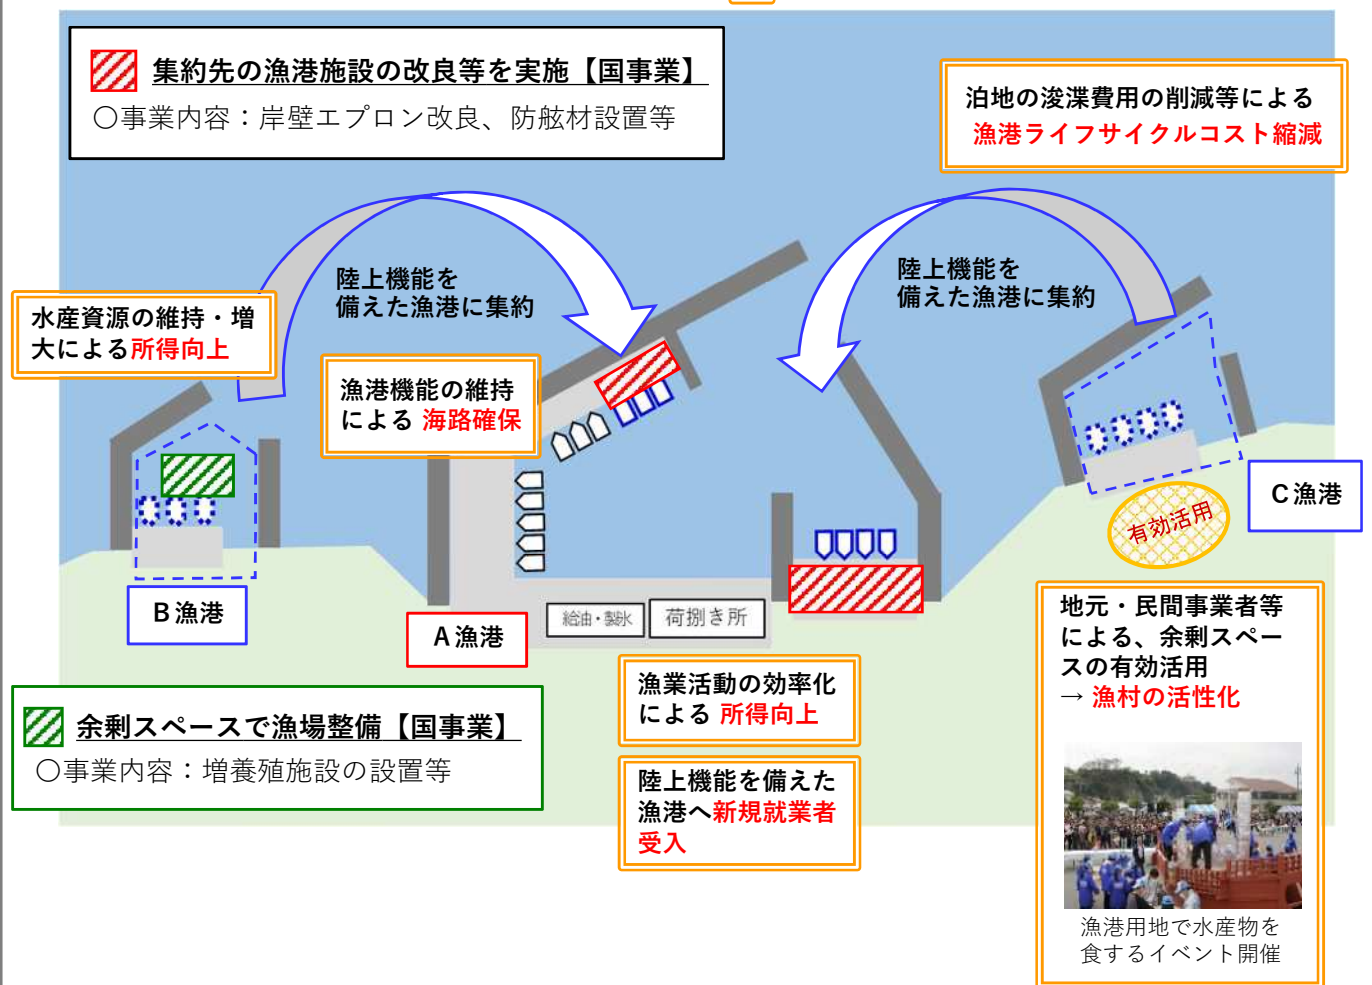 集約先の漁港施設の改良等を実施【国事業】
〇事業内容：岸壁エプロン改良、防舷材設置等
泊地の浚渫費用の削減等による
漁港ライフサイクルコスト縮減
陸上機能を
備えた漁港に集約
陸上機能を
備えた漁港に集約
水産資源の維持・増
大による所得向上
漁港機能の維持
による 海路確保
有効活用
C漁港
B漁港
A漁港
給油・製氷
荷捌き所
地元・民間事業者等
による、余剰スペー
スの有効活用
→ 漁村の活性化
漁業活動の効率化
による 所得向上
余剰スペースで漁場整備【国事業】
〇事業内容：増養殖施設の設置等
陸上機能を備えた
漁港へ新規就業者
受入
漁港用地で水産物を
食するイベント開催